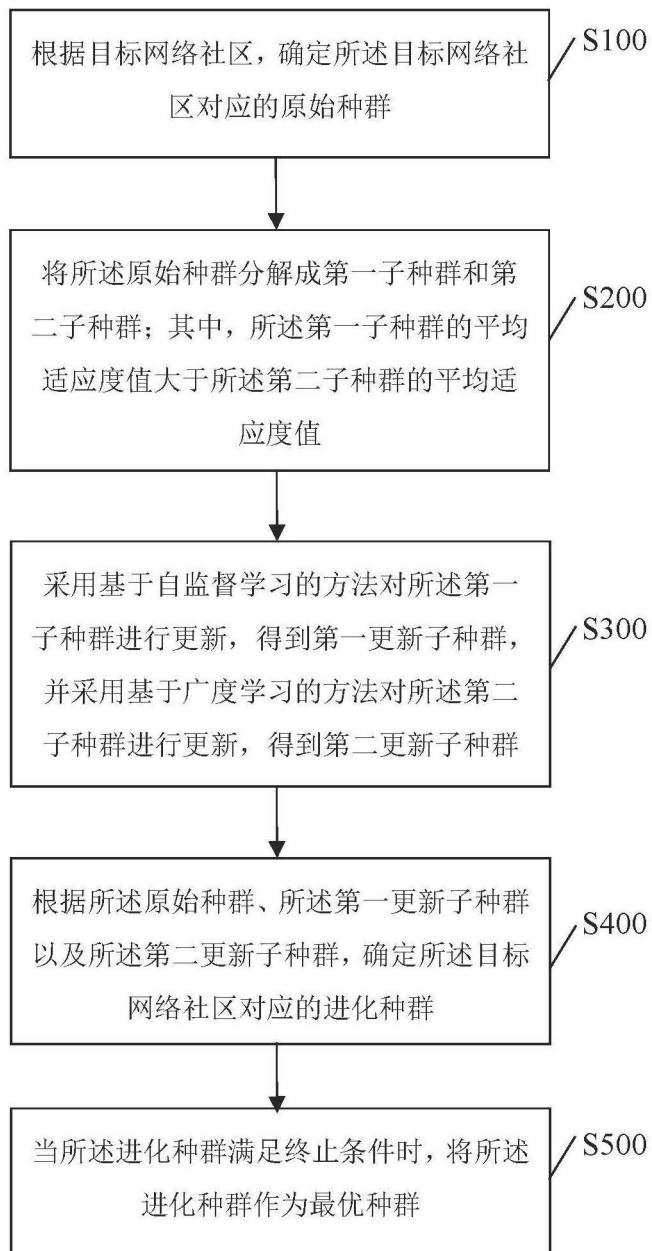 根据目标网络社区，确定所述目标网络社
区对应的原始种群
S100
将所述原始种群分解成第一子种群和第
二子种群；其中，所述第一子种群的平均
适应度值大于所述第二子种群的平均适
应度值
S200
采用基于自监督学习的方法对所述第一
子种群进行更新，得到第一更新子种群，
并采用基于广度学习的方法对所述第二
子种群进行更新，得到第二更新子种群
S300
根据所述原始种群、所述第一更新子种群
以及所述第二更新子种群，确定所述目标
网络社区对应的进化种群
S400
当所述进化种群满足终止条件时，将所述
进化种群作为最优种群
S500